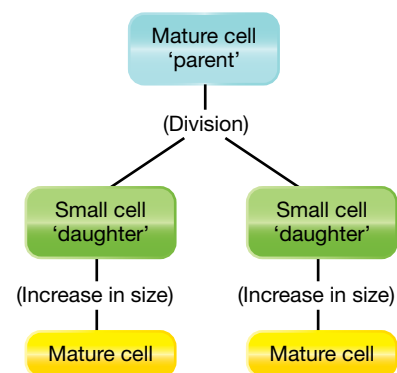 Mature cell
‘parent’
(Division)
Small cell
‘daughter’
Small cell
‘daughter’
(Increase in size)
(Increase in size)
Mature cell
Mature cell